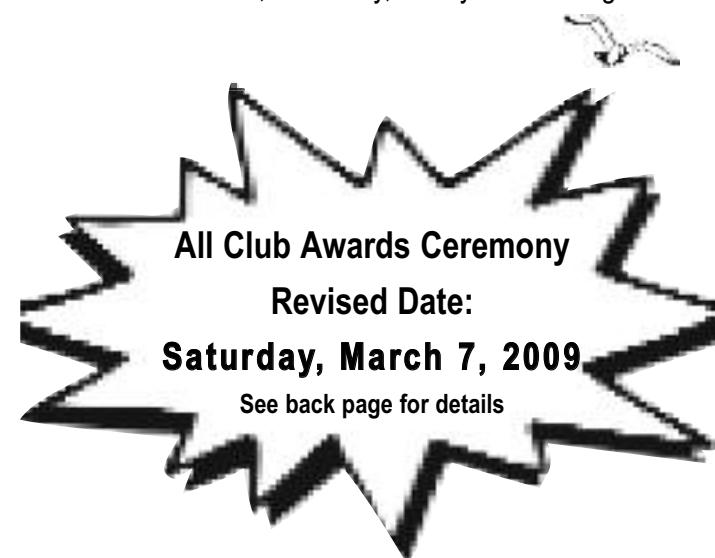 All Club Awards Ceremony
Revised Date:
Saturday, March 7, 2009
See back page for details